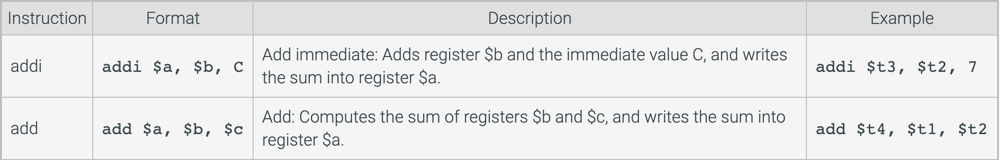 Instruction Format Description Example
addi addi $a, $b, C Add immediate: Adds register $b and the immediate value C, and writes addi $t3, $t2, 7
the sum into register $a.
add add $a, $b, $c Add: Computes the sum of registers $b and $c, and writes the sum into add $t4, $t1, $t2
register $a.